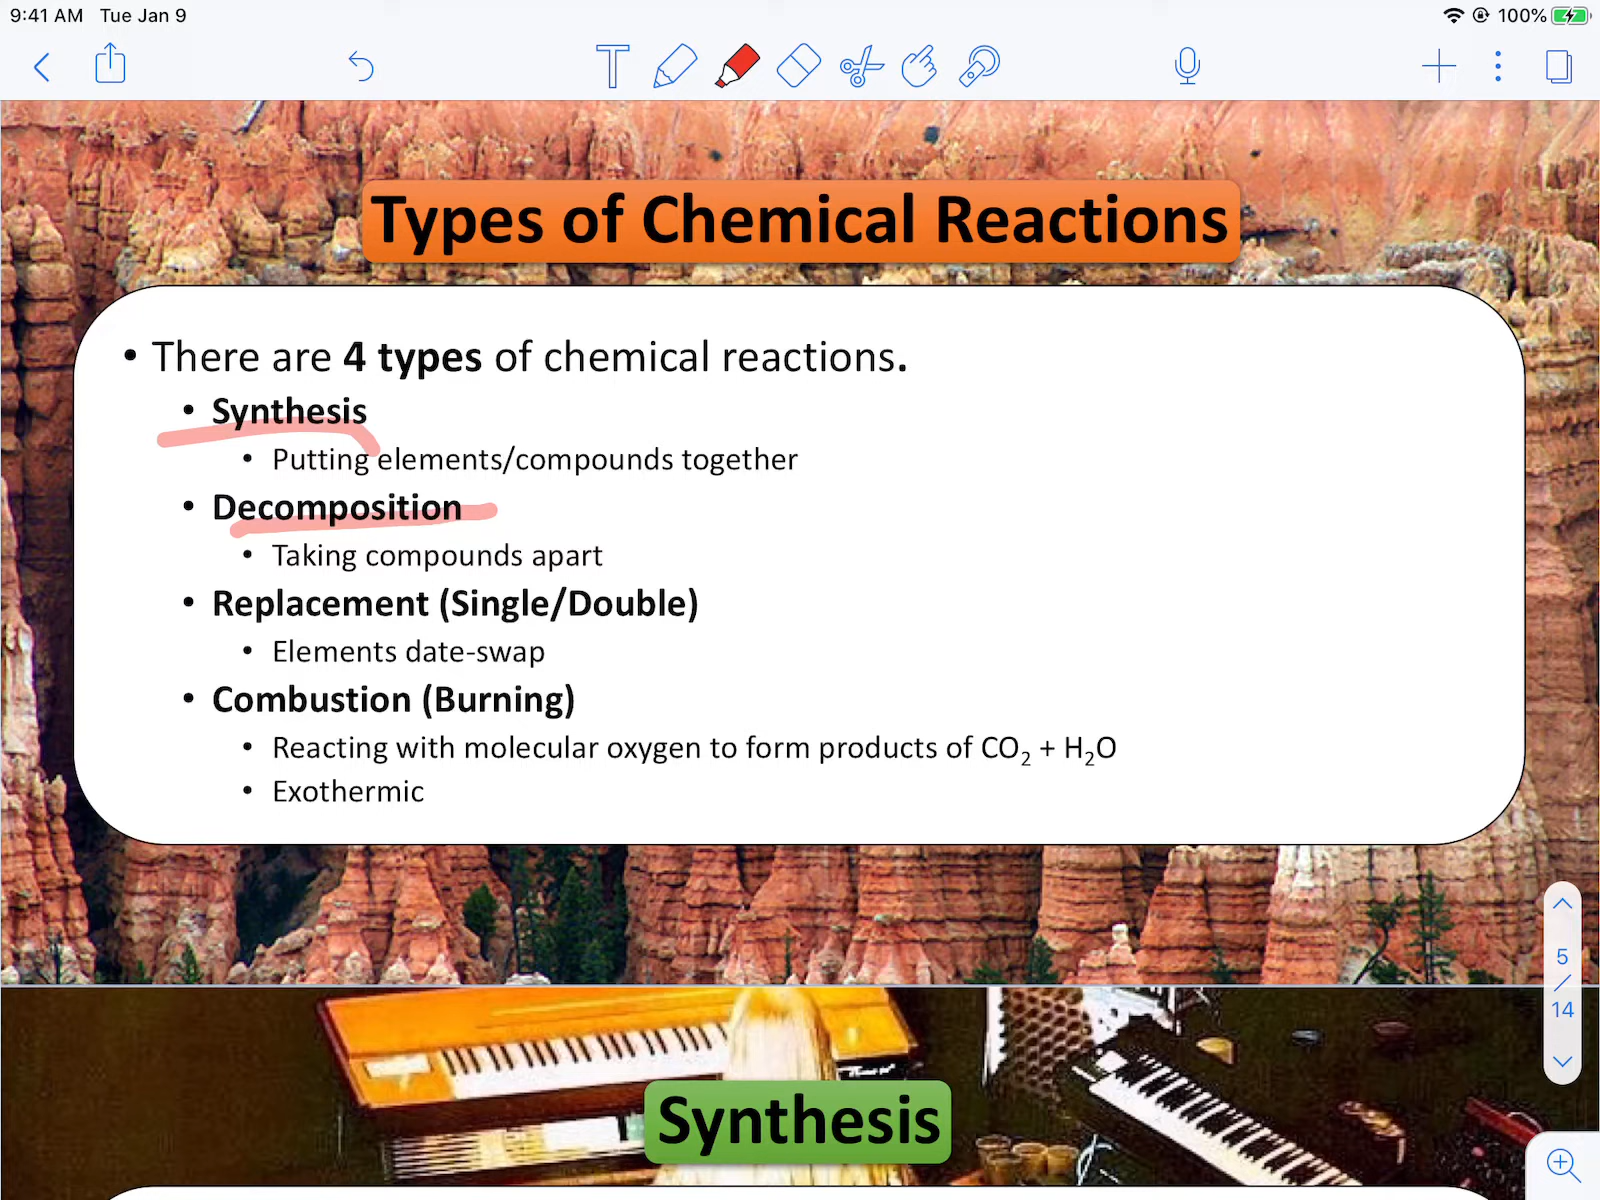 9:41 AM Tue Jan 9
100%
Types of Chemical Reactions
• There are 4 types of chemical reactions.
• Synthesis
• Putting elements/compounds together
• Decomposition
• Taking compounds apart
• Replacement (Single/Double)
• Elements date-swap
• Combustion (Burning)
• Reacting with molecular oxygen to form products of CO₂ + H₂O
• Exothermic
5
/
14
Synthesis